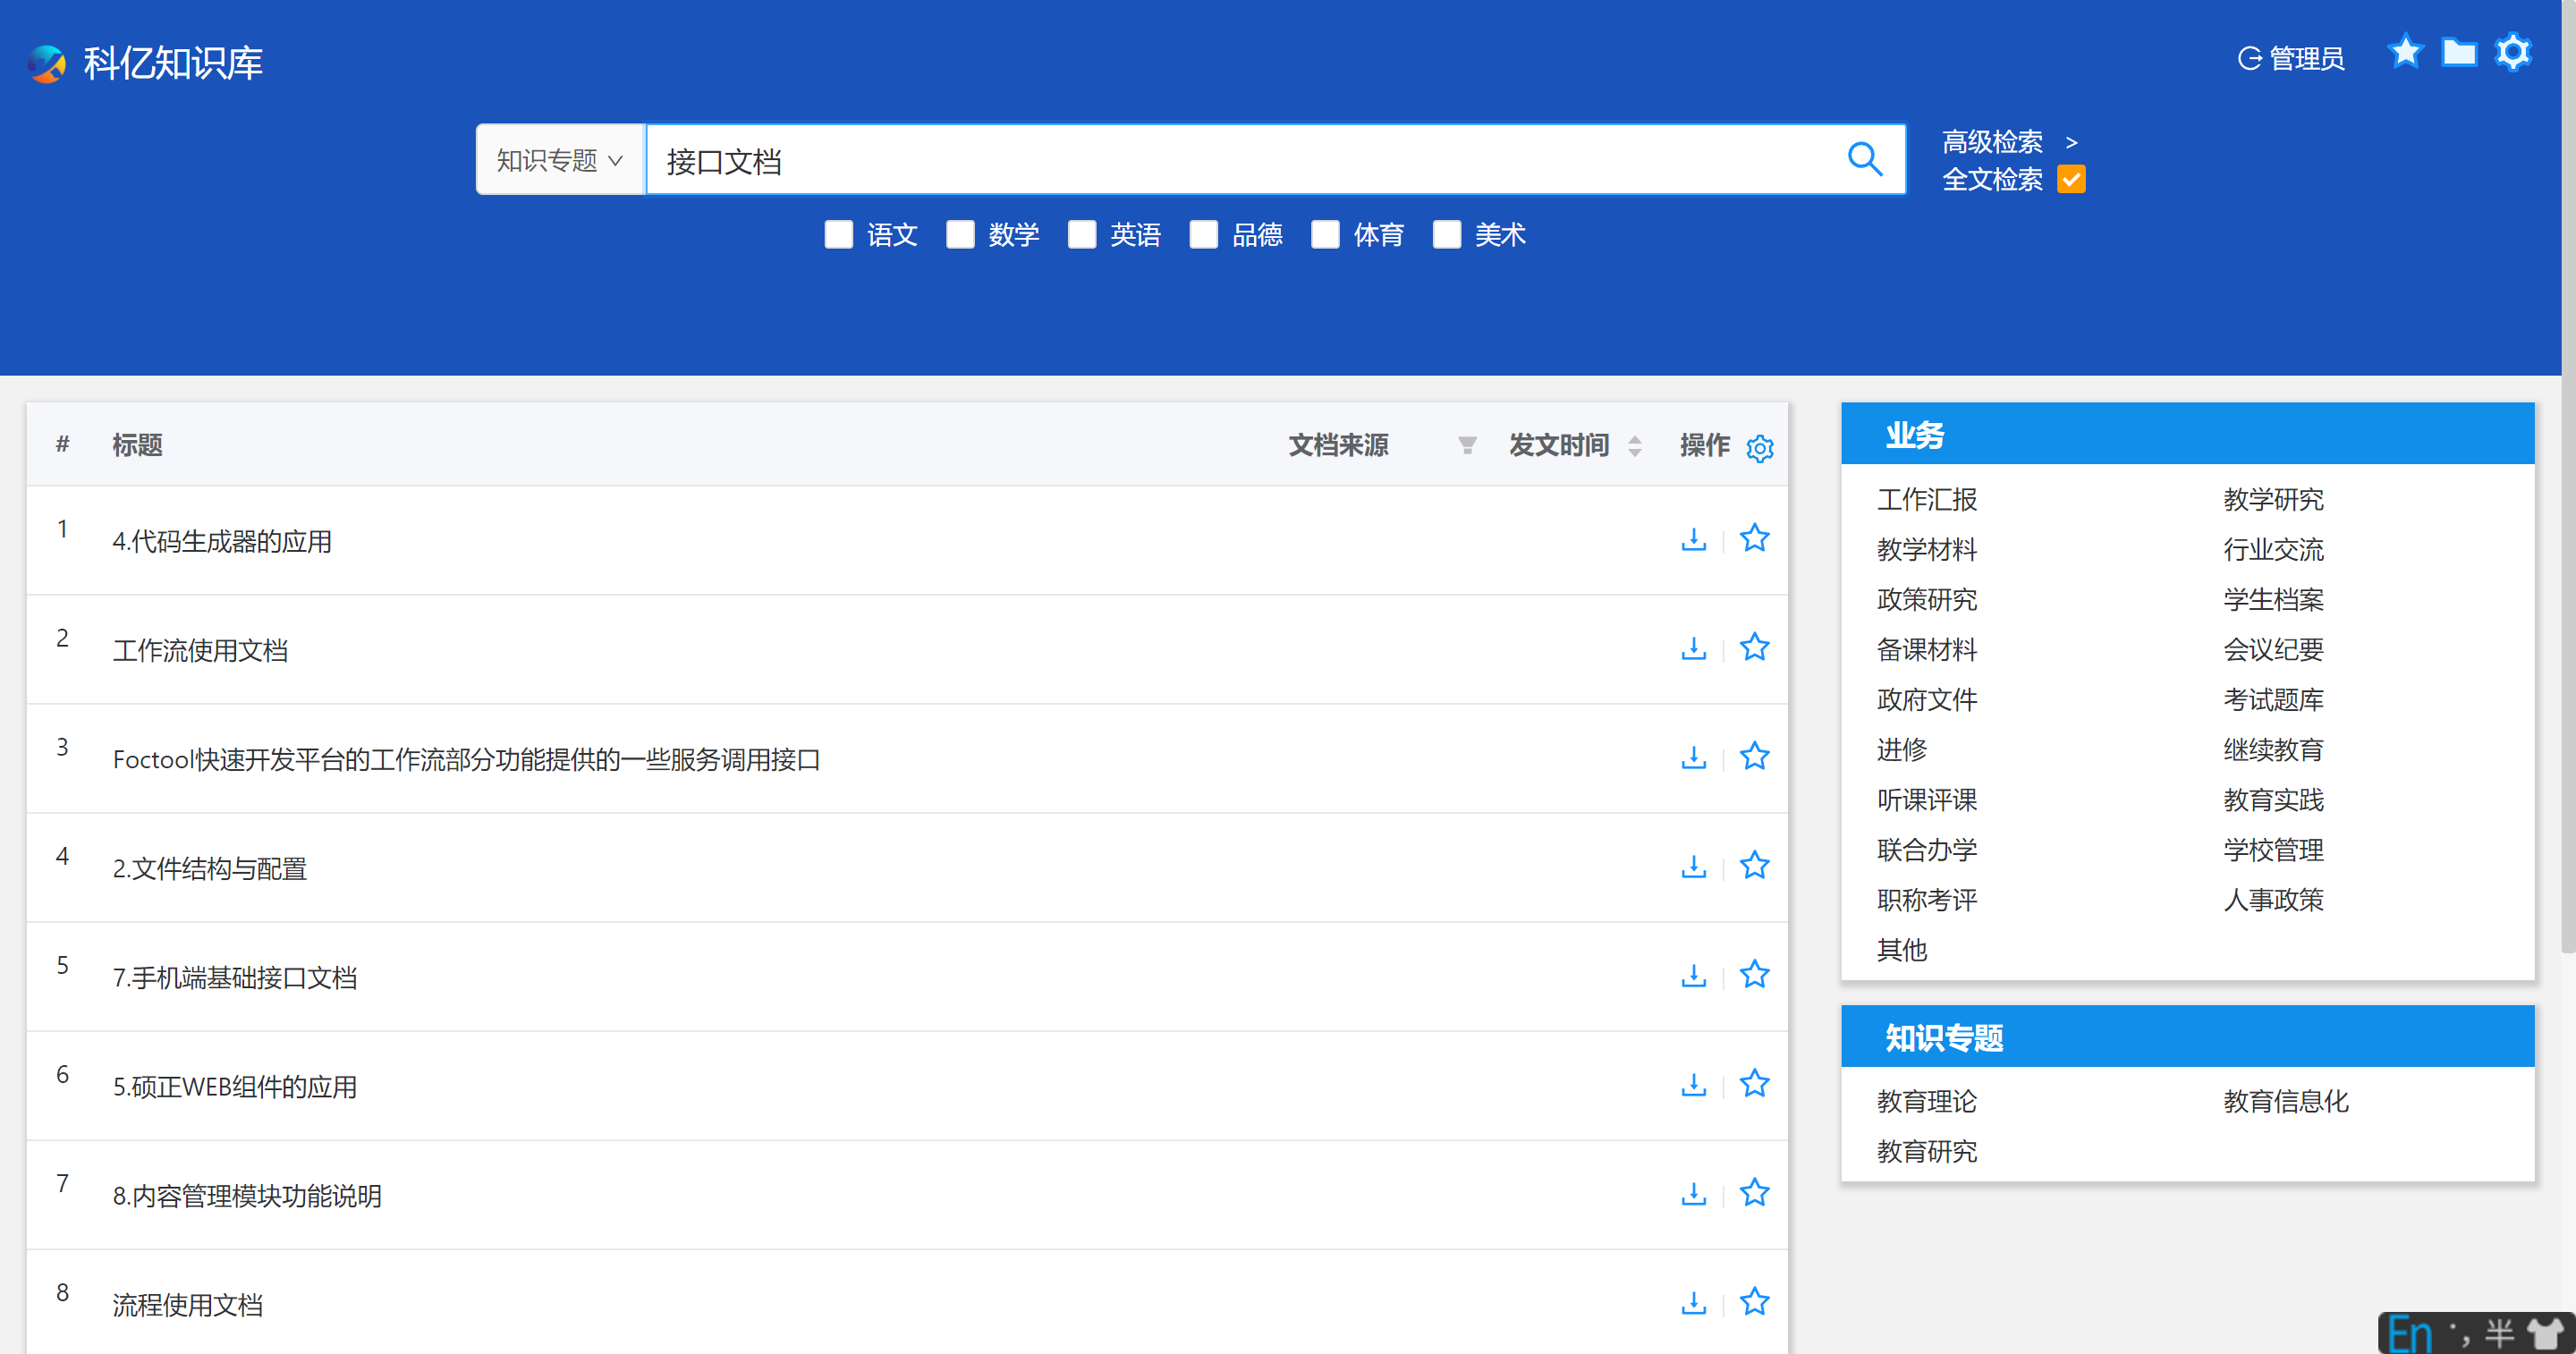 科亿知识库
管理员
知识专题
接口文档
高级检索 >
全文检索
语文 数学 英语 品德 体育 美术
# 标题 文档来源 发文时间 操作
1 4.代码生成器的应用
2 工作流使用文档
3 Foctool快速开发平台的工作流部分功能提供的一些服务调用接口
4 2.文件结构与配置
5 7.手机端基础接口文档
6 5.硕正WEB组件的应用
7 8.内容管理模块功能说明
8 流程使用文档
业务
工作汇报 教学研究
教学材料 行业交流
政策研究 学生档案
备课材料 会议纪要
政府文件 考试题库
进修 继续教育
听课评课 教育实践
联合办学 学校管理
职称考评 人事政策
其他
知识专题
教育理论 教育信息化
教育研究
En ·, 半